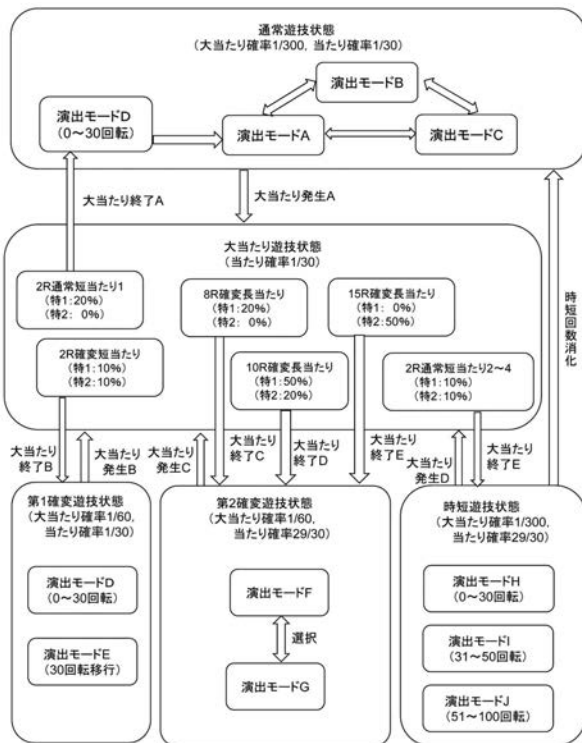 通常遊技状態
(大当たり確率1/300, 当たり確率1/30)
演出モードB
演出モードD
(0～30回転)
演出モードA
演出モードC
大当たり終了A
大当たり発生A
大当たり遊技状態
(当たり確率1/30)
2R通常短当たり1
(特1:20%)
(特2: 0%)
8R確変長当たり
(特1:20%)
(特2: 0%)
15R確変長当たり
(特1: 0%)
(特2:50%)
時短回数消化
2R確変短当たり
(特1:10%)
(特2:10%)
10R確変長当たり
(特1:50%)
(特2:20%)
2R通常短当たり2～4
(特1:10%)
(特2:10%)
大当たり
終了B
大当たり
発生B
大当たり
発生C
大当たり
終了C
大当たり
終了D
大当たり
終了E
大当たり
発生D
大当たり
終了E
第1確変遊技状態
(大当たり確率1/60,
当たり確率1/30)
第2確変遊技状態
(大当たり確率1/60,
当たり確率29/30)
時短遊技状態
(大当たり確率1/300,
当たり確率29/30)
演出モードD
(0～30回転)
演出モードE
(30回転移行)
演出モードF
選択
演出モードG
演出モードH
(0～30回転)
演出モードI
(31～50回転)
演出モードJ
(51～100回転)